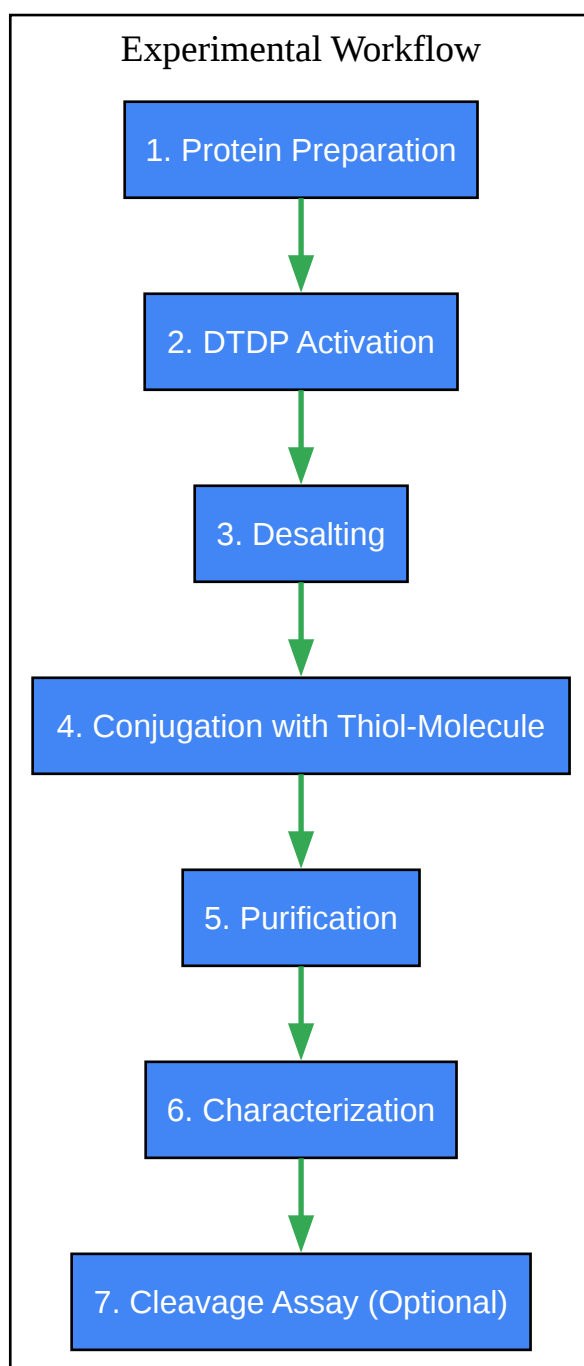 Experimental Workflow
1. Protein Preparation
2. DTDP Activation
3. Desalting
4. Conjugation with Thiol-Molecule
5. Purification
6. Characterization
7. Cleavage Assay (Optional)